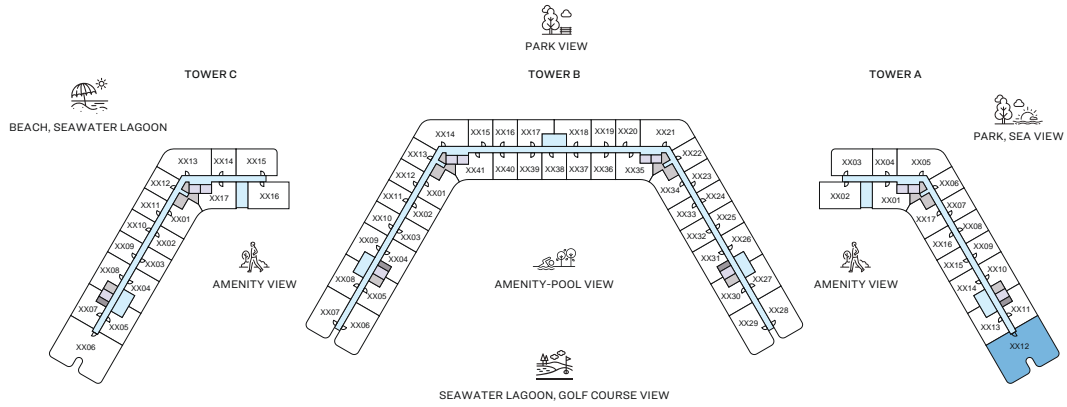 PARK VIEW
TOWER C
TOWER B
TOWER A
BEACH, SEAWATER LAGOON
PARK, SEA VIEW
XX13 XX14 XX15
XX12
XX11
XX10
XX09
XX08
XX07
XX06
XX05
XX04
XX03
XX02
XX01
XX17
XX16
AMENITY VIEW
XX14 XX15 XX16 XX17 XX18 XX19 XX20 XX21
XX13
XX12
XX11
XX10
XX09
XX08
XX07
XX06
XX05
XX04
XX03
XX02
XX01
XX41 XX40 XX39 XX38 XX37 XX36 XX35
XX22
XX23
XX24
XX25
XX26
XX27
XX28
XX29
XX30
XX31
XX32
XX33
XX34
AMENITY-POOL VIEW
XX03 XX04 XX05
XX02
XX01
XX06
XX07
XX08
XX09
XX10
XX11
XX12
XX13
XX14
XX15
XX16
XX17
AMENITY VIEW
SEAWATER LAGOON, GOLF COURSE VIEW